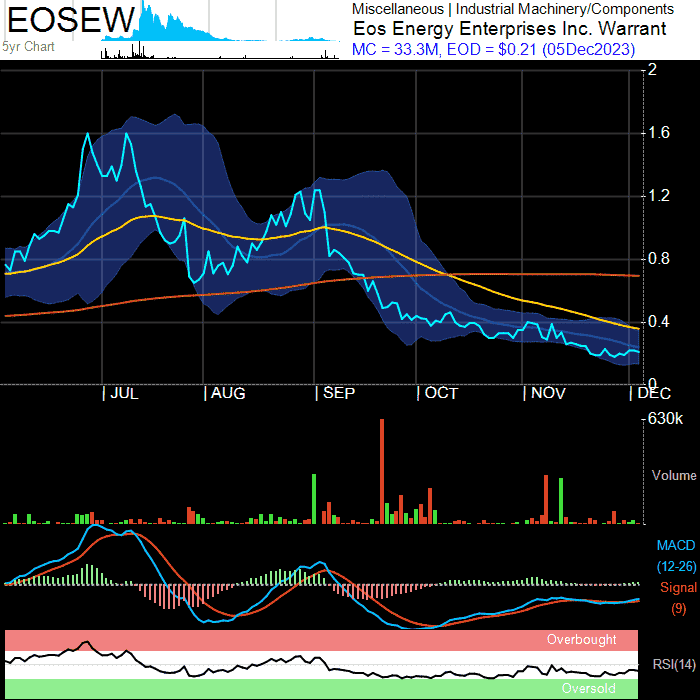 EOSEW
5yr Chart
Miscellaneous | Industrial Machinery/Components
Eos Energy Enterprises Inc. Warrant
MC = 33.3M, EOD = $0.21 (05Dec2023)
2
1.6
1.2
0.8
0.4
0
JUL AUG SEP OCT NOV DEC
630k
Volume
MACD
(12-26)
Signal
(9)
Overbought
RSI(14)
Oversold